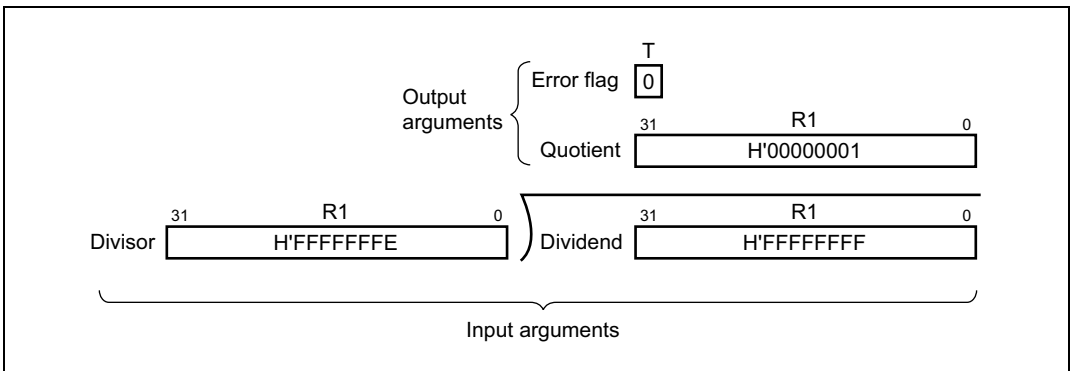 T
Error flag 0
Output arguments
31 R1 0
Quotient H'00000001
31 R1 0
Divisor H'FFFFFFFE
31 R1 0
Dividend H'FFFFFFFF
Input arguments